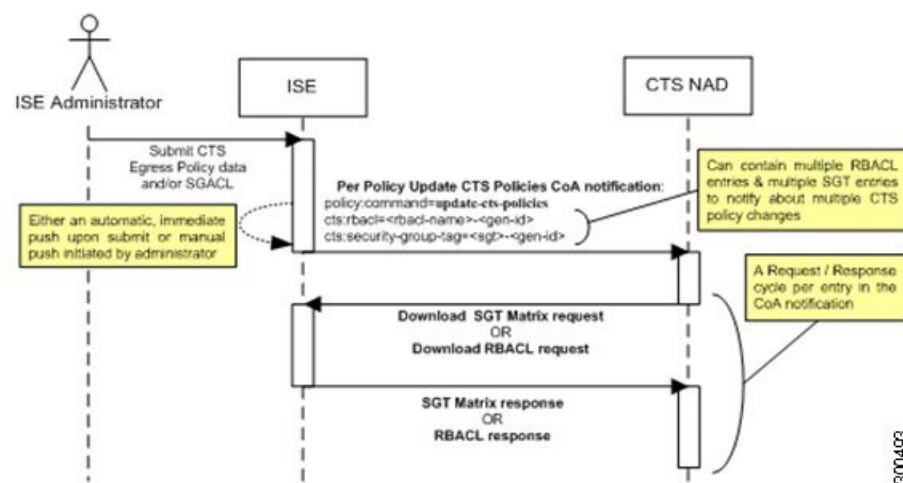 ISE Administrator
ISE
CTS NAD
Submit CTS
Egress Policy data
and/or SGACL
Either an automatic, immediate
push upon submit or manual
push initiated by administrator
Per Policy Update CTS Policies CoA notification:
policy:command=update-cts-policies
cts:rbacl=<rbacl-name>-<gen-id>
cts:security-group-tag=<sgt>-<gen-id>
Can contain multiple RBACL
entries & multiple SGT entries
to notify about multiple CTS
policy changes
A Request / Response
cycle per entry in the
CoA notification
Download SGT Matrix request
OR
Download RBACL request
SGT Matrix response
OR
RBACL response
300493